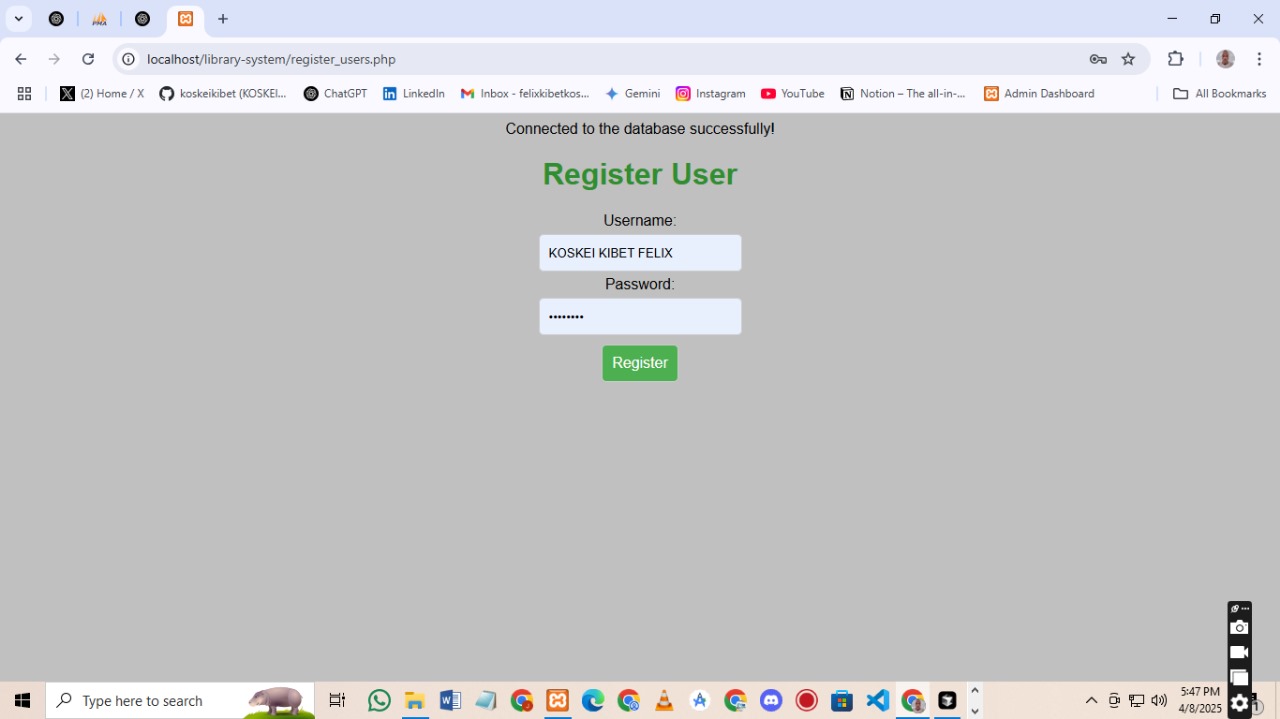 localhost/library-system/register_users.php
(2) Home / X koskeikibet (KOSKEI... ChatGPT LinkedIn Inbox - felixkibetkos... Gemini Instagram YouTube Notion – The all-in-... Admin Dashboard All Bookmarks
Connected to the database successfully!
Register User
Username:
KOSKEI KIBET FELIX
Password:
••••••••
Register
Type here to search
5:47 PM
4/8/2025